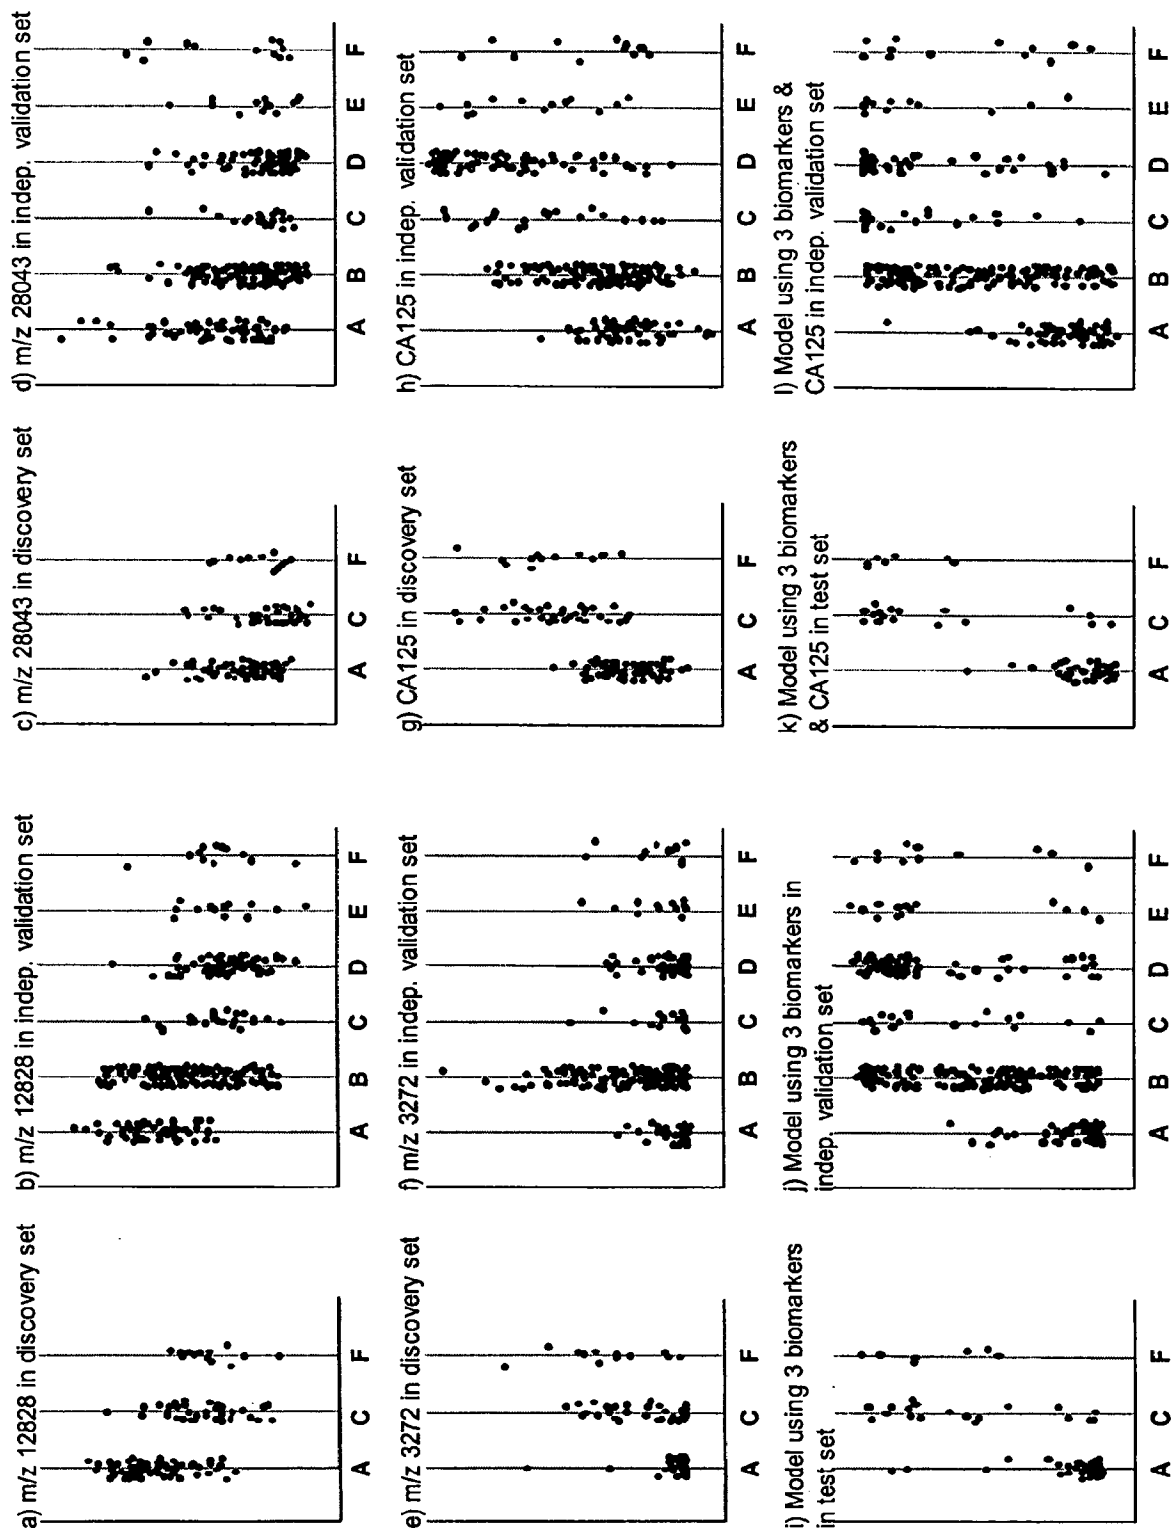 a) m/z 12828 in discovery set
A C F
b) m/z 12828 in indep. validation set
A B C D E F
c) m/z 28043 in discovery set
A C F
d) m/z 28043 in indep. validation set
A B C D E F
e) m/z 3272 in discovery set
A C F
f) m/z 3272 in indep. validation set
A B C D E F
g) CA125 in discovery set
A C F
h) CA125 in indep. validation set
A B C D E F
i) Model using 3 biomarkers
in test set
A C F
j) Model using 3 biomarkers in
indep. validation set
A B C D E F
k) Model using 3 biomarkers
& CA125 in test set
A C F
l) Model using 3 biomarkers &
CA125 in indep. validation set
A B C D E F